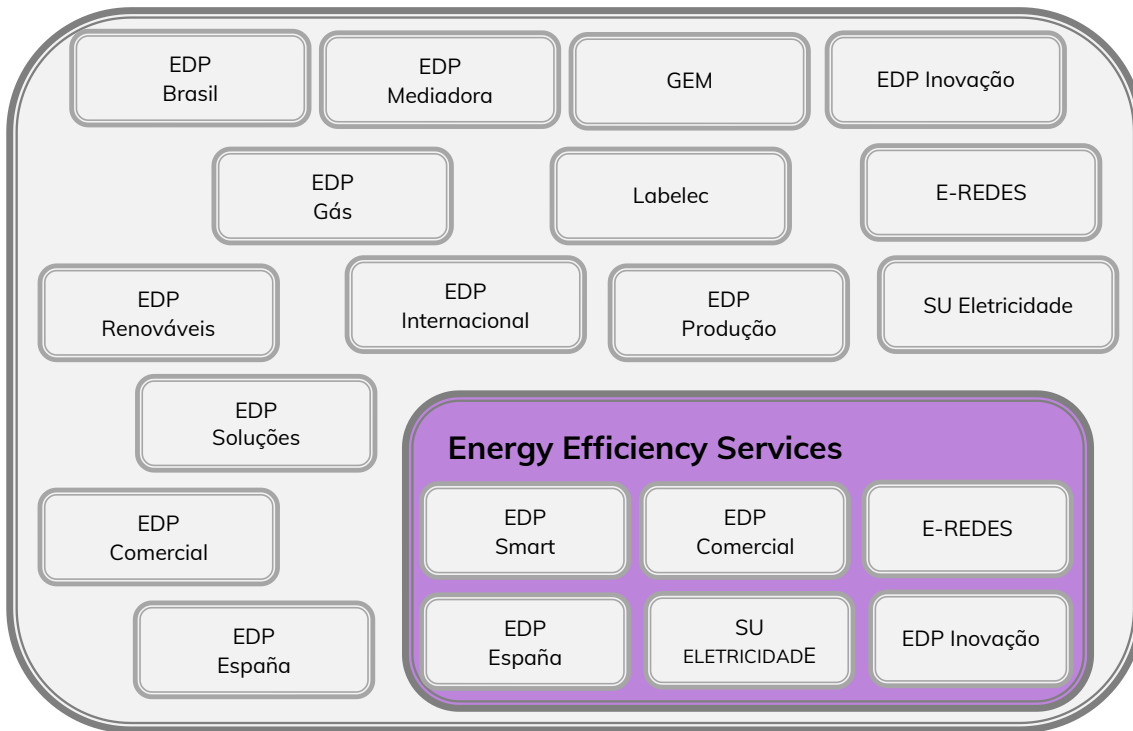 EDP
Brasil
EDP
Mediadora
GEM
EDP Inovação
EDP
Gás
Labelec
E-REDES
EDP
Renováveis
EDP
Internacional
EDP
Produção
SU Eletricidade
EDP
Soluções
EDP
Comercial
EDP
España
Energy Efficiency Services
EDP
Smart
EDP
Comercial
E-REDES
EDP
España
SU
ELETRICIDADE
EDP Inovação